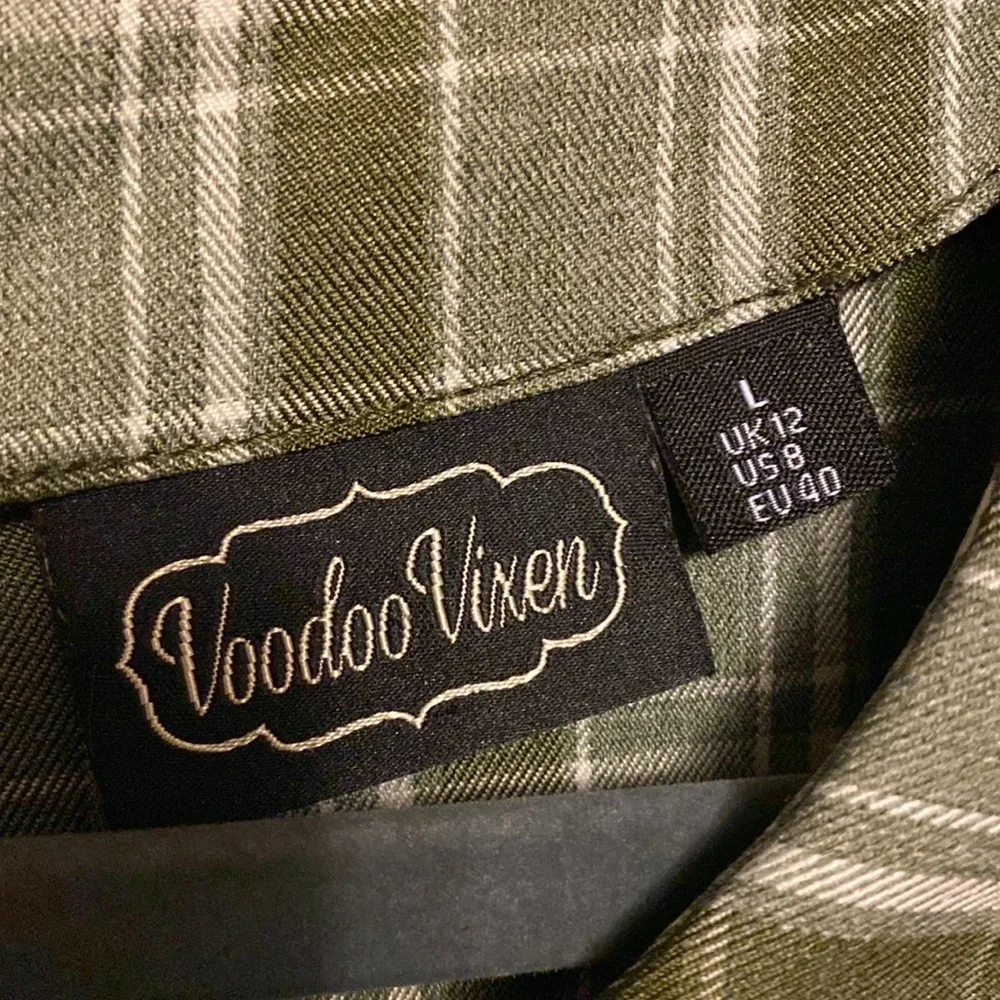 Voodoo Vixen
L
UK 12
US 8
EU 40